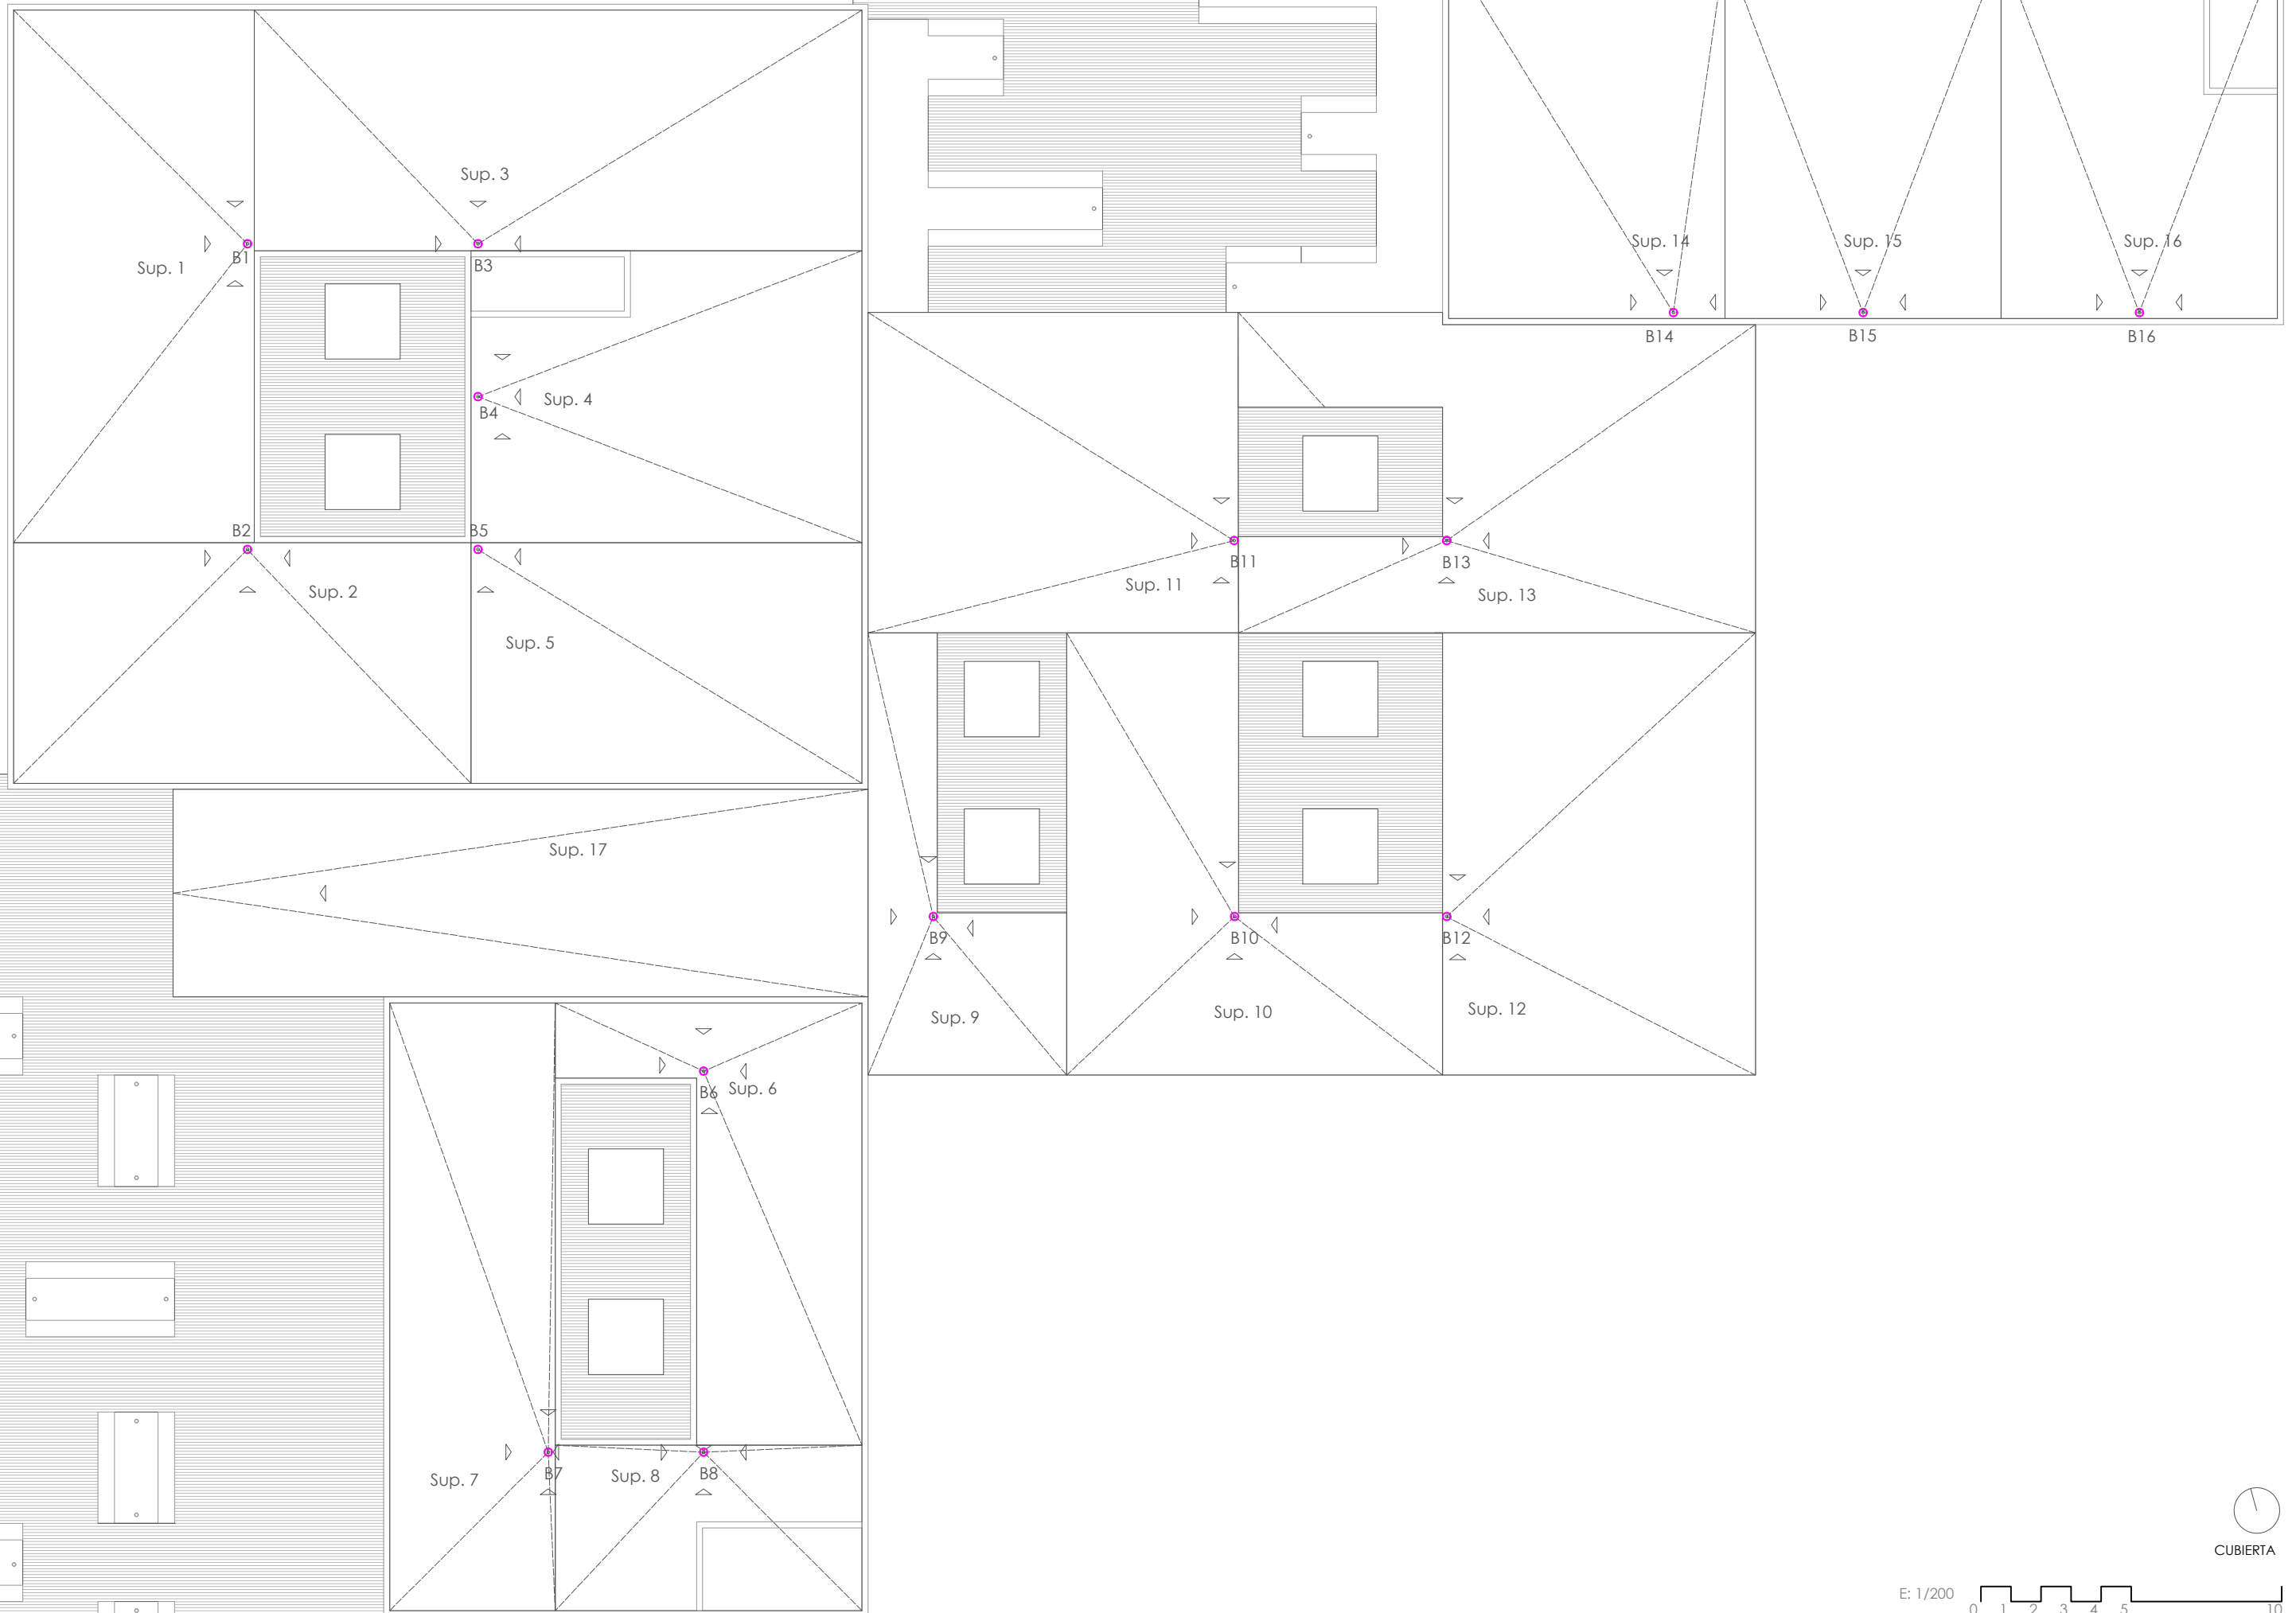 Sup. 3
B1
Sup. 1
B3
Sup. 14
Sup. 15
Sup. 16
B14
B15
B16
Sup. 4
B4
B2
B5
Sup. 2
B11
B13
Sup. 11
Sup. 13
Sup. 5
Sup. 17
B9
B10
B12
Sup. 9
Sup. 10
Sup. 12
B6
Sup. 6
Sup. 7
B7
Sup. 8
B8
CUBIERTA
E: 1/200
0 1 2 3 4 5 10